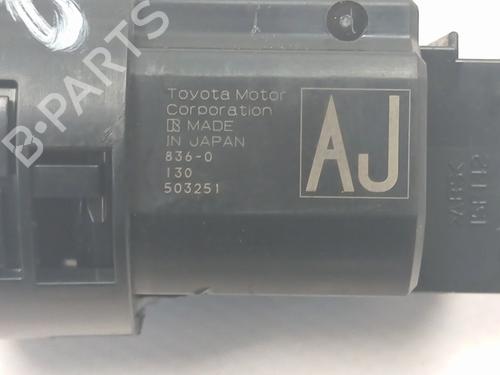 Toyota Motor
Corporation
MADE
IN JAPAN
836-0
130
503251
AJ
B-PARTS